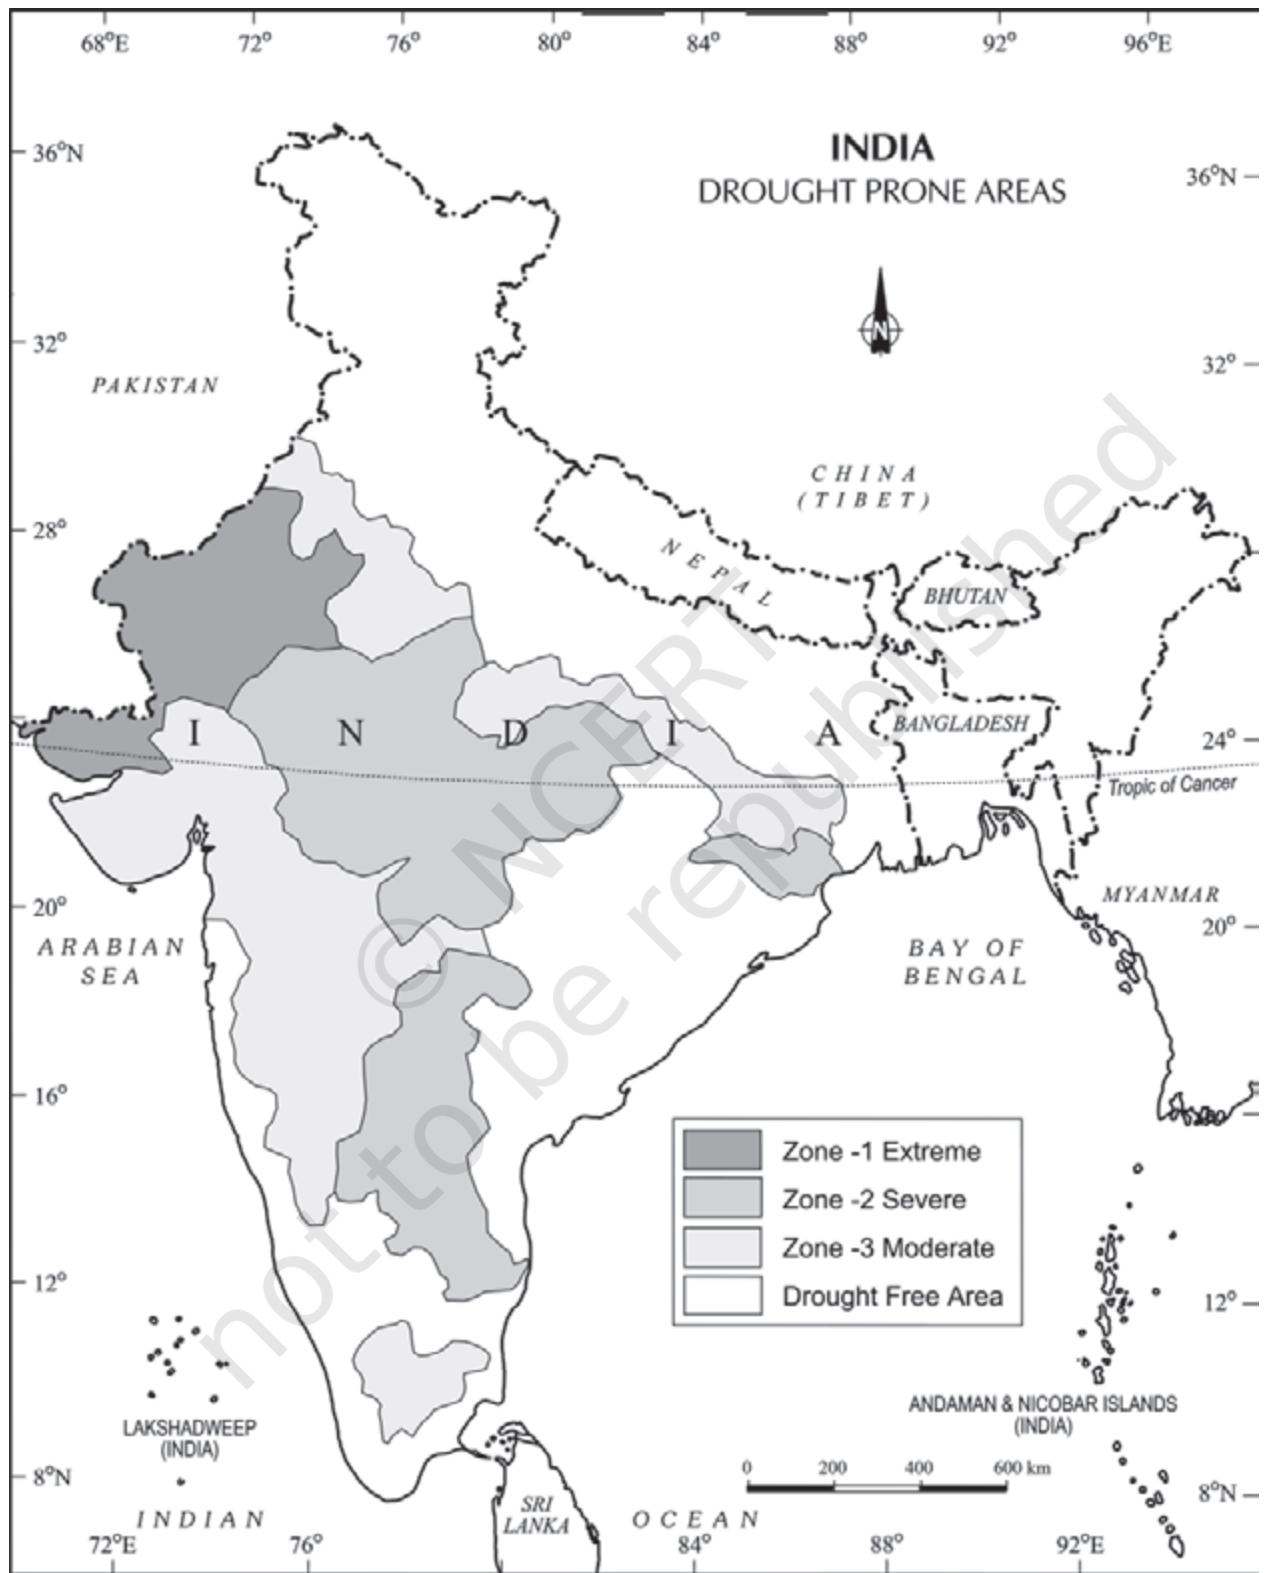 68°E 72° 76° 80° 84° 88° 92° 96°E
INDIA
DROUGHT PRONE AREAS
36°N
36°N
N
32°
32°
PAKISTAN
CHINA
(TIBET)
28°
NEPAL
BHUTAN
I N D I A
BANGLADESH
24°
Tropic of Cancer
MYANMAR
20°
20°
ARABIAN
SEA
BAY OF
BENGAL
© NCERT
not to be republished
16°
Zone -1 Extreme
Zone -2 Severe
Zone -3 Moderate
Drought Free Area
12°
12°
LAKSHADWEEP
(INDIA)
ANDAMAN & NICOBAR ISLANDS
(INDIA)
8°N
0 200 400 600 km
8°N
SRI
LANKA
INDIAN OCEAN
72°E 76° 84° 88° 92°E